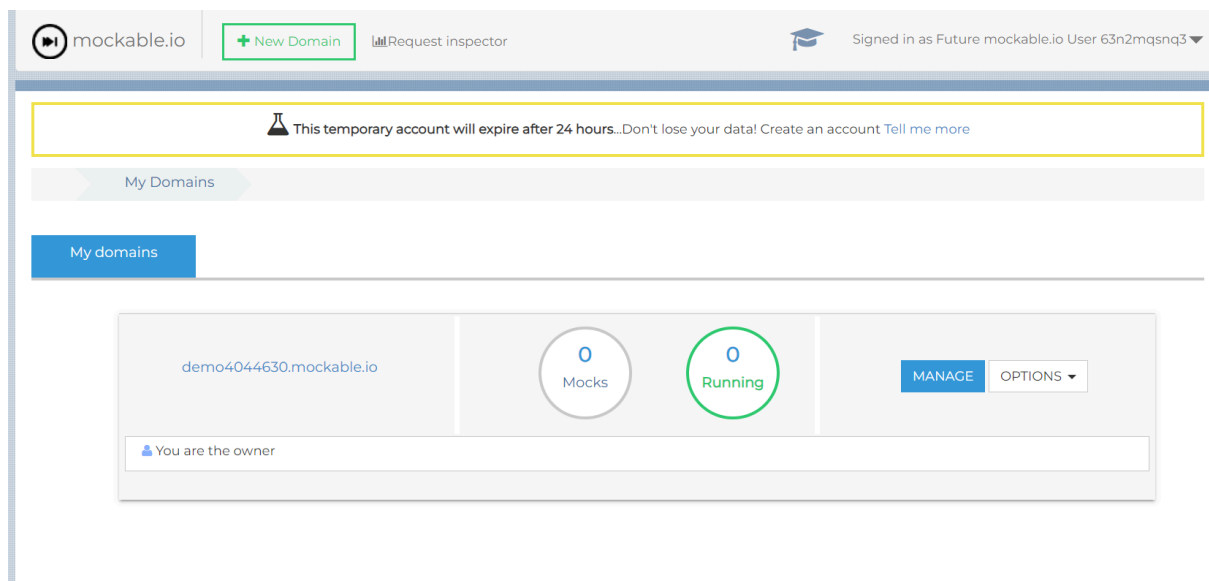 mockable.io New Domain Request inspector Signed in as Future mockable.io User 63n2mqsnq3
This temporary account will expire after 24 hours...Don't lose your data! Create an account Tell me more
My Domains
My domains
demo4044630.mockable.io
0
Mocks
0
Running
MANAGE OPTIONS
You are the owner